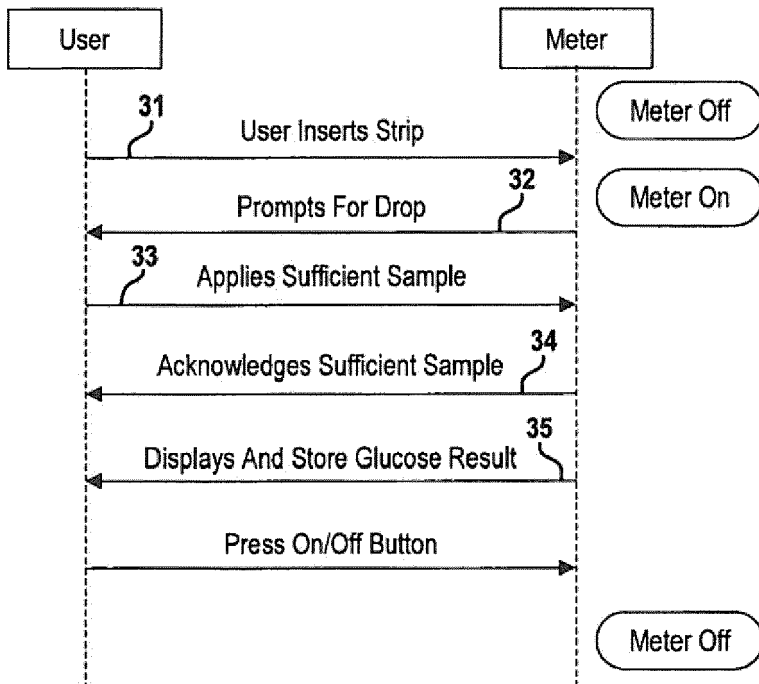 User
Meter
Meter Off
31
User Inserts Strip
Meter On
32
Prompts For Drop
33
Applies Sufficient Sample
34
Acknowledges Sufficient Sample
35
Displays And Store Glucose Result
Press On/Off Button
Meter Off